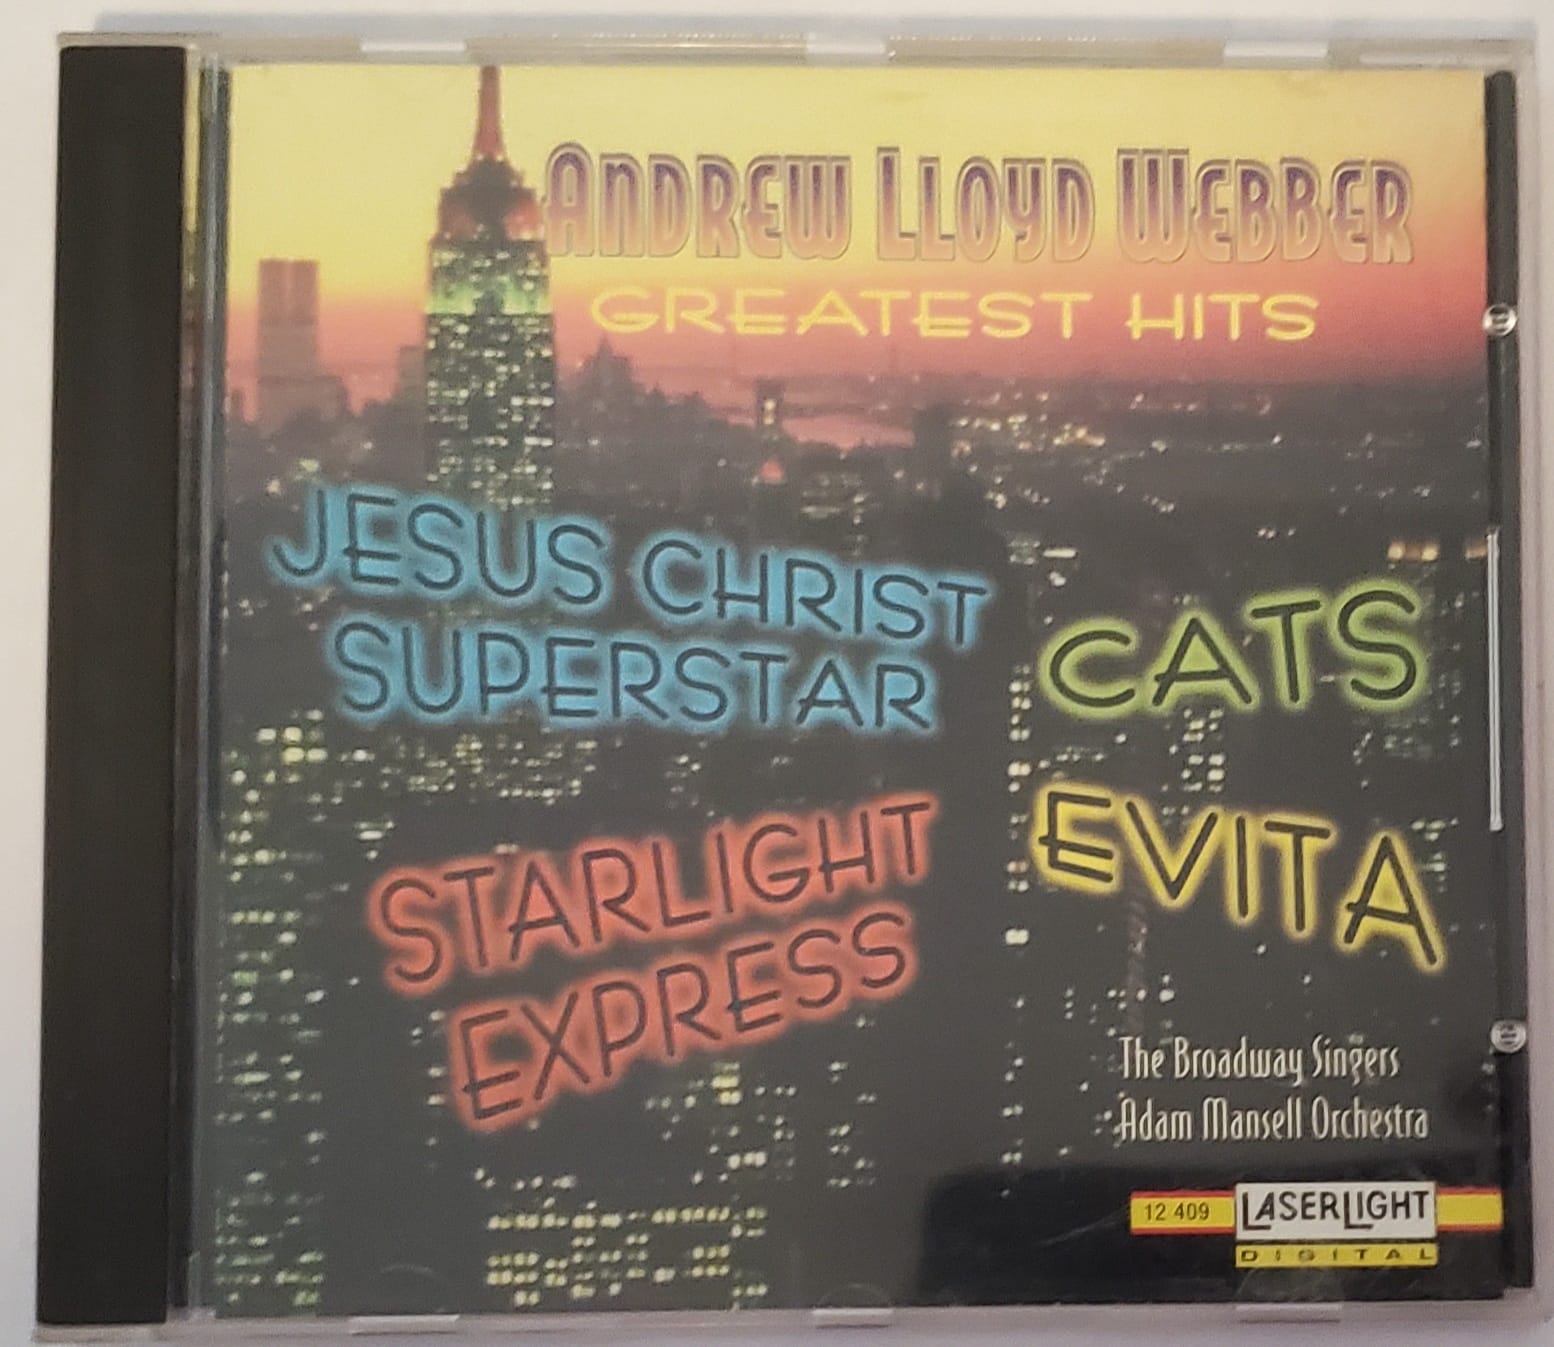 ANDREW LLOYD WEBBER
GREATEST HITS
JESUS CHRIST
SUPERSTAR
CATS
STARLIGHT
EXPRESS
EVITA
The Broadway Singers
Adam Mansell Orchestra
12 409
LASERLIGHT
DIGITAL